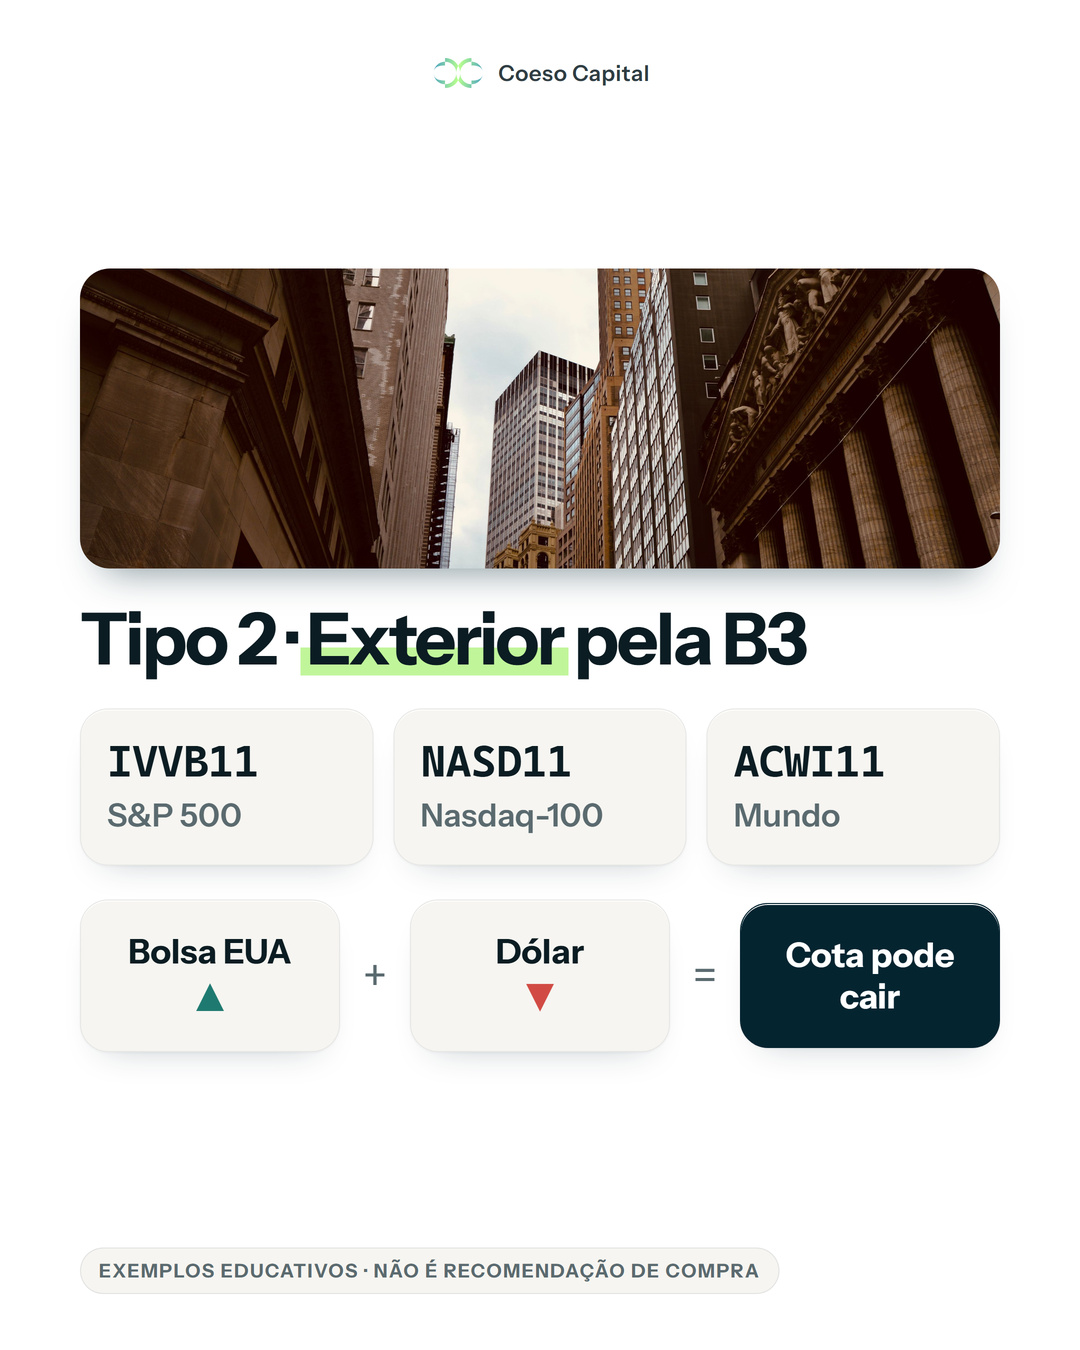 Coeso Capital
Tipo 2 · Exterior pela B3
IVVB11
S&P 500
NASD11
Nasdaq-100
ACWI11
Mundo
Bolsa EUA
▲
+
Dólar
▼
=
Cota pode
cair
EXEMPLOS EDUCATIVOS · NÃO É RECOMENDAÇÃO DE COMPRA